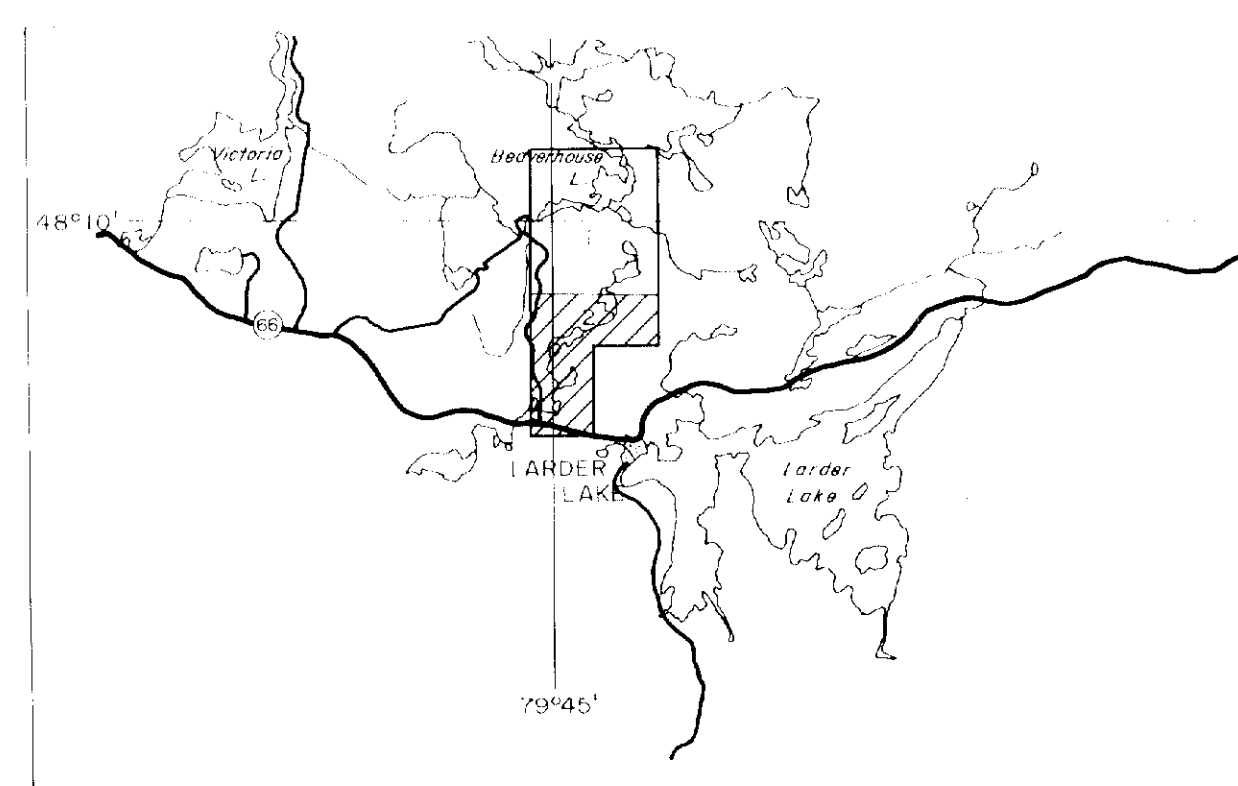 Victoria
L.
Beaverhouse
L.
48°10'
66
LARDER
LAKE
Larder
Lake
79°45'